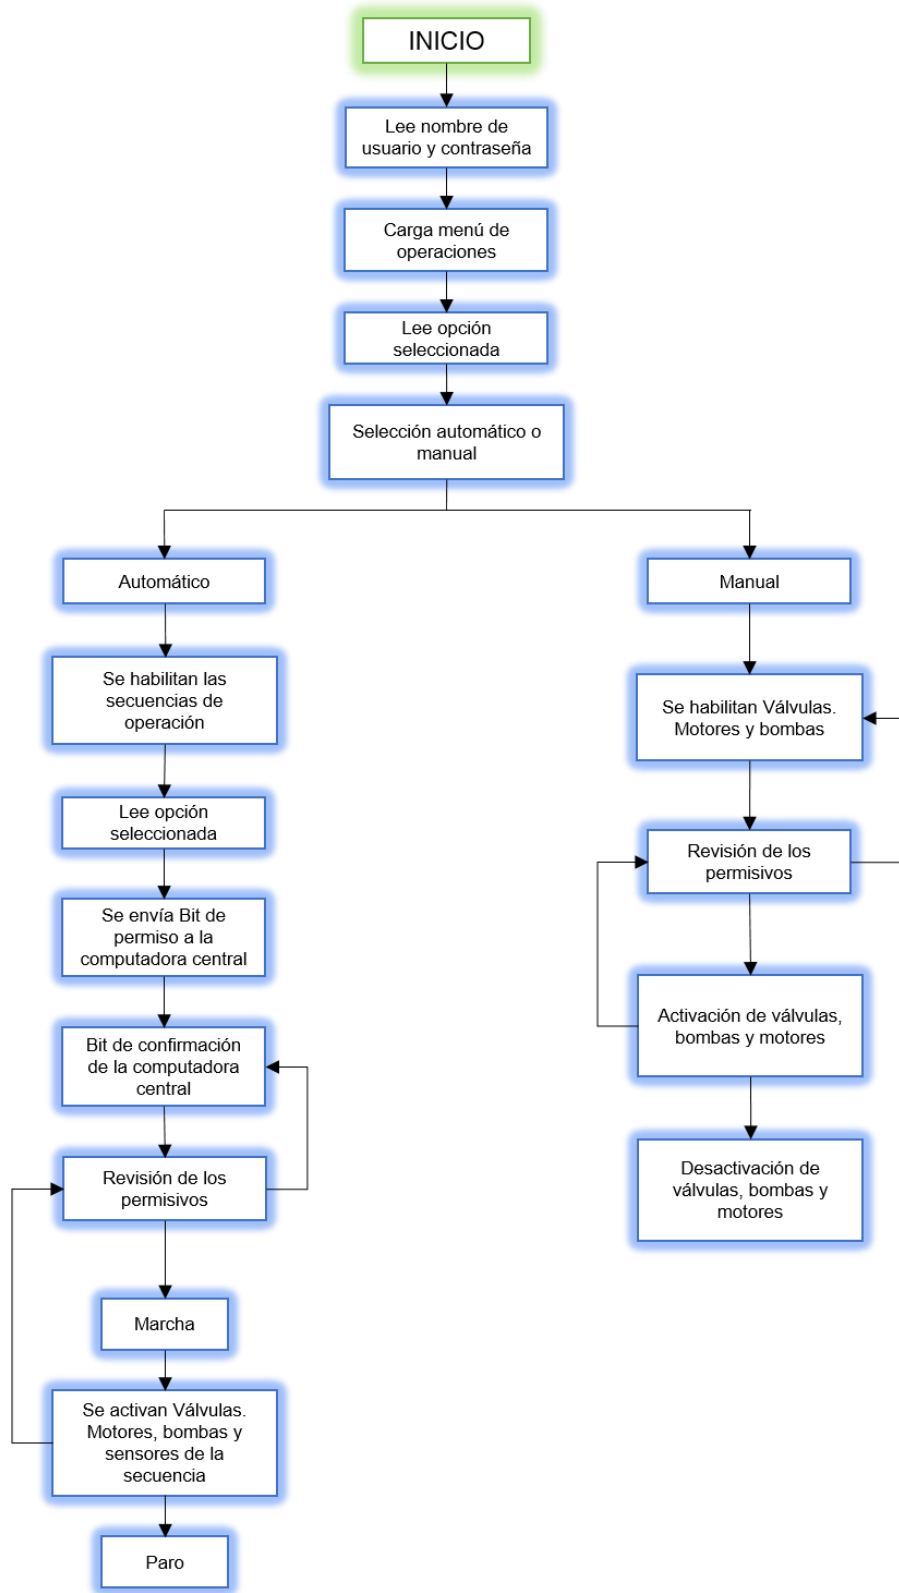 INICIO
Lee nombre de
usuario y contraseña
Carga menú de
operaciones
Lee opción
seleccionada
Selección automático o
manual
Automático
Se habilitan las
secuencias de
operación
Lee opción
seleccionada
Se envía Bit de
permiso a la
computadora central
Bit de confirmación
de la computadora
central
Revisión de los
permisivos
Marcha
Se activan Válvulas.
Motores, bombas y
sensores de la
secuencia
Paro
Manual
Se habilitan Válvulas.
Motores y bombas
Revisión de los
permisivos
Activación de válvulas,
bombas y motores
Desactivación de
válvulas, bombas y
motores